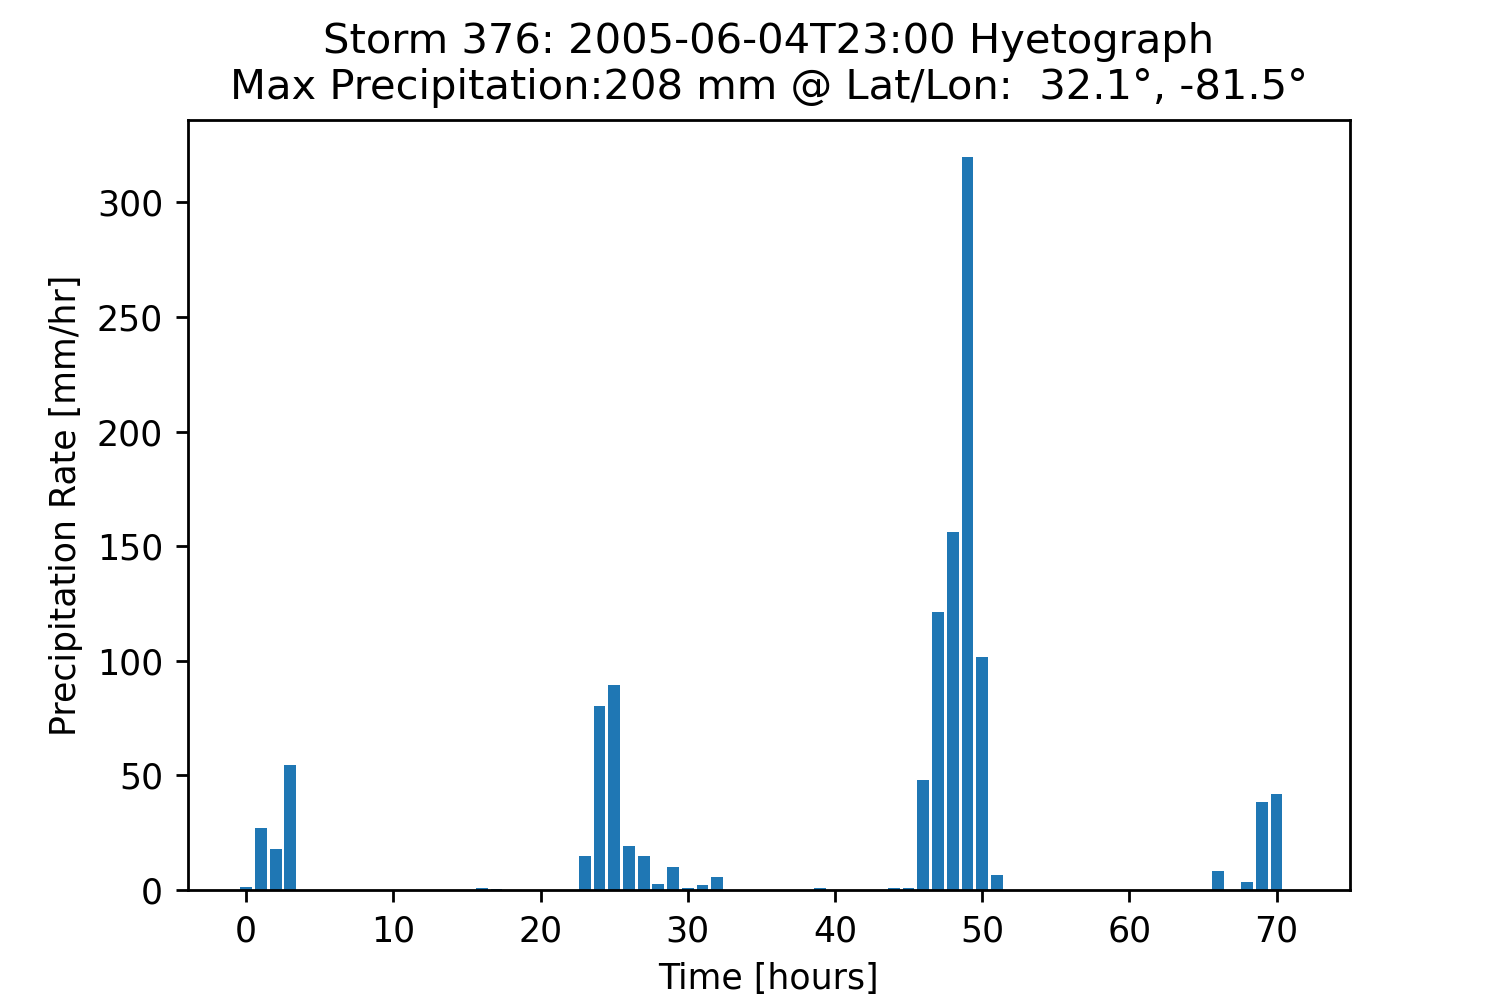 Storm 376: 2005-06-04T23:00 Hyetograph
Max Precipitation:208 mm @ Lat/Lon:  32.1°, -81.5°
Precipitation Rate [mm/hr]
300
250
200
150
100
50
0
0 10 20 30 40 50 60 70
Time [hours]